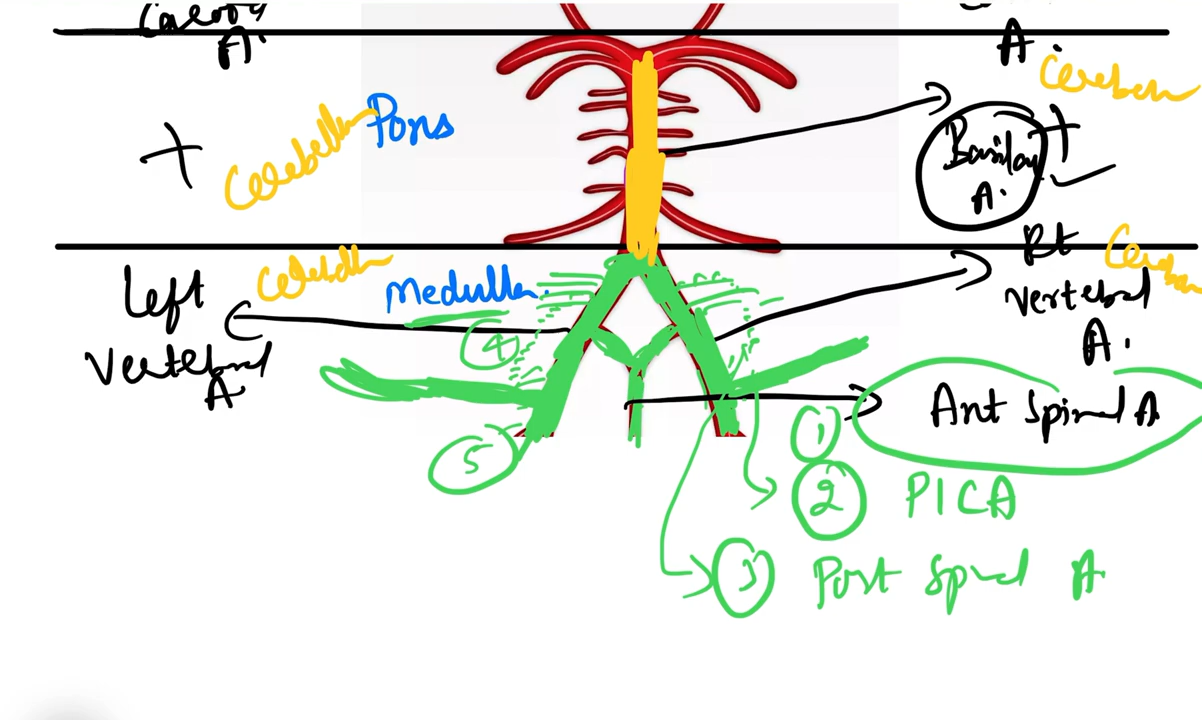 A.
A.
Cerebellum
Pons
Basilar
A.
+
+
Cerebellum
Left
Vertebral
A
Cerebellum
Medulla
Rt
Vertebral
A.
4
Ant Spinal A
1
5
2 PICA
3 Post Spinal A